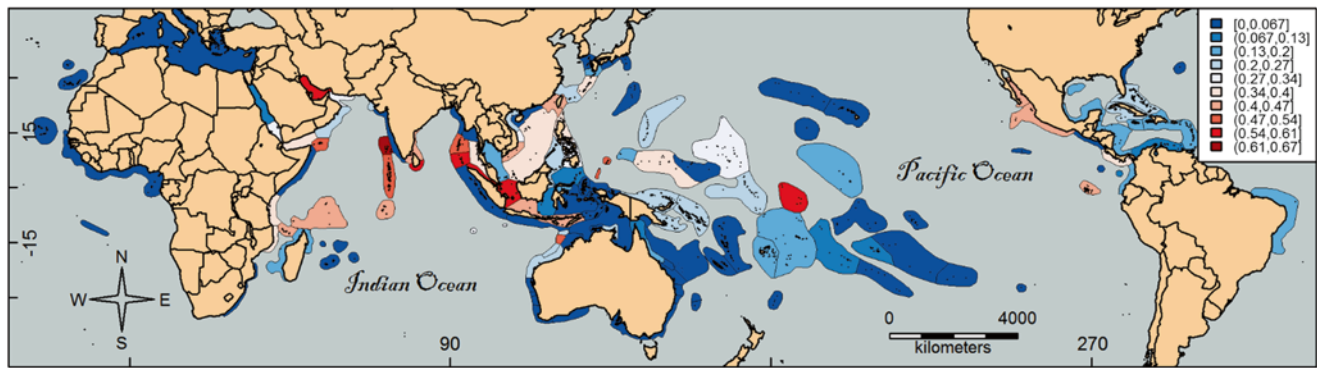 [0,0.067]
(0.067,0.13]
(0.13,0.2]
(0.2,0.27]
(0.27,0.34]
(0.34,0.4]
(0.4,0.47]
(0.47,0.54]
(0.54,0.61]
(0.61,0.67]
-15
Pacific Ocean
-15
N
W E
S
Indian Ocean
0 4000
kilometers
90
270